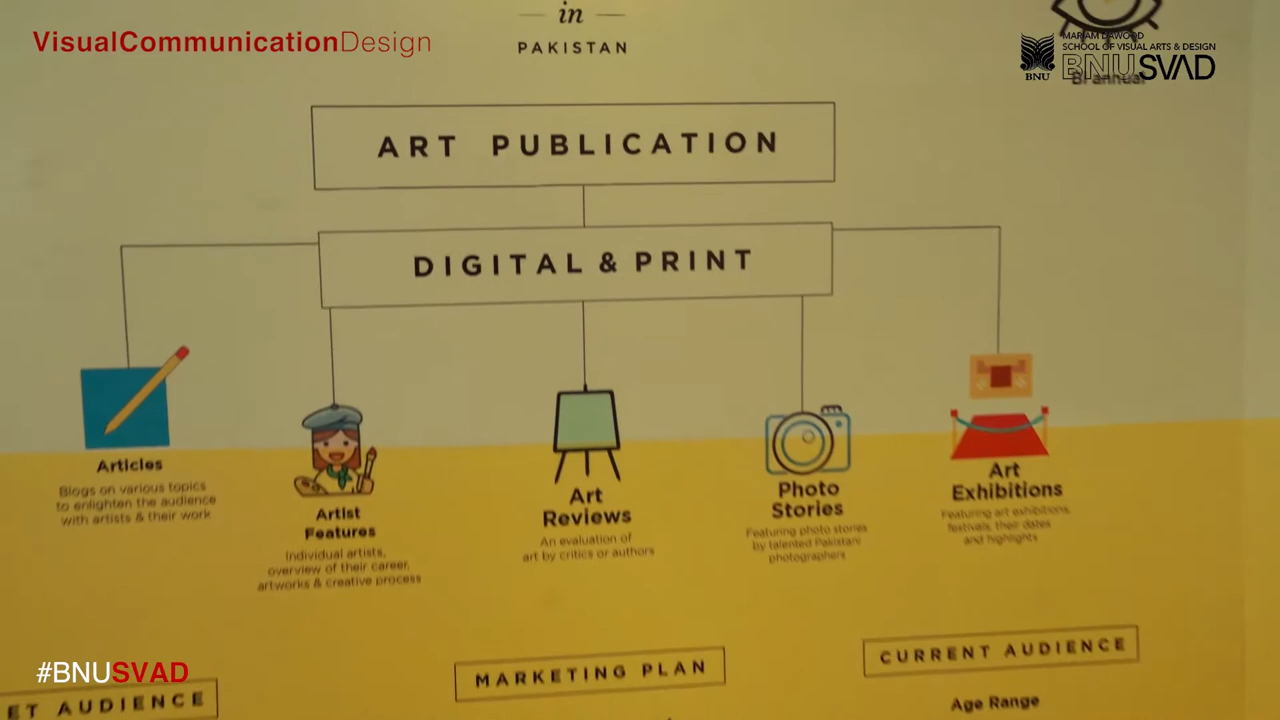 VisualCommunicationDesign
in
PAKISTAN
MARIAM DAWOOD
SCHOOL OF VISUAL ARTS & DESIGN
BNU
BNUSVAD
Bi annual
ART PUBLICATION
DIGITAL & PRINT
Articles
Blogs on various topics
to enlighten the audience
with artists & their work
Artist
Features
Individual artists,
overview of their career,
artworks & creative process
Art
Reviews
An evaluation of
art by critics or authors
Photo
Stories
Featuring photo stories
by talented Pakistani
photographers
Art
Exhibitions
Featuring art exhibitions,
festivals, their dates
and highlights
#BNUSVAD
ET AUDIENCE
MARKETING PLAN
CURRENT AUDIENCE
Age Range